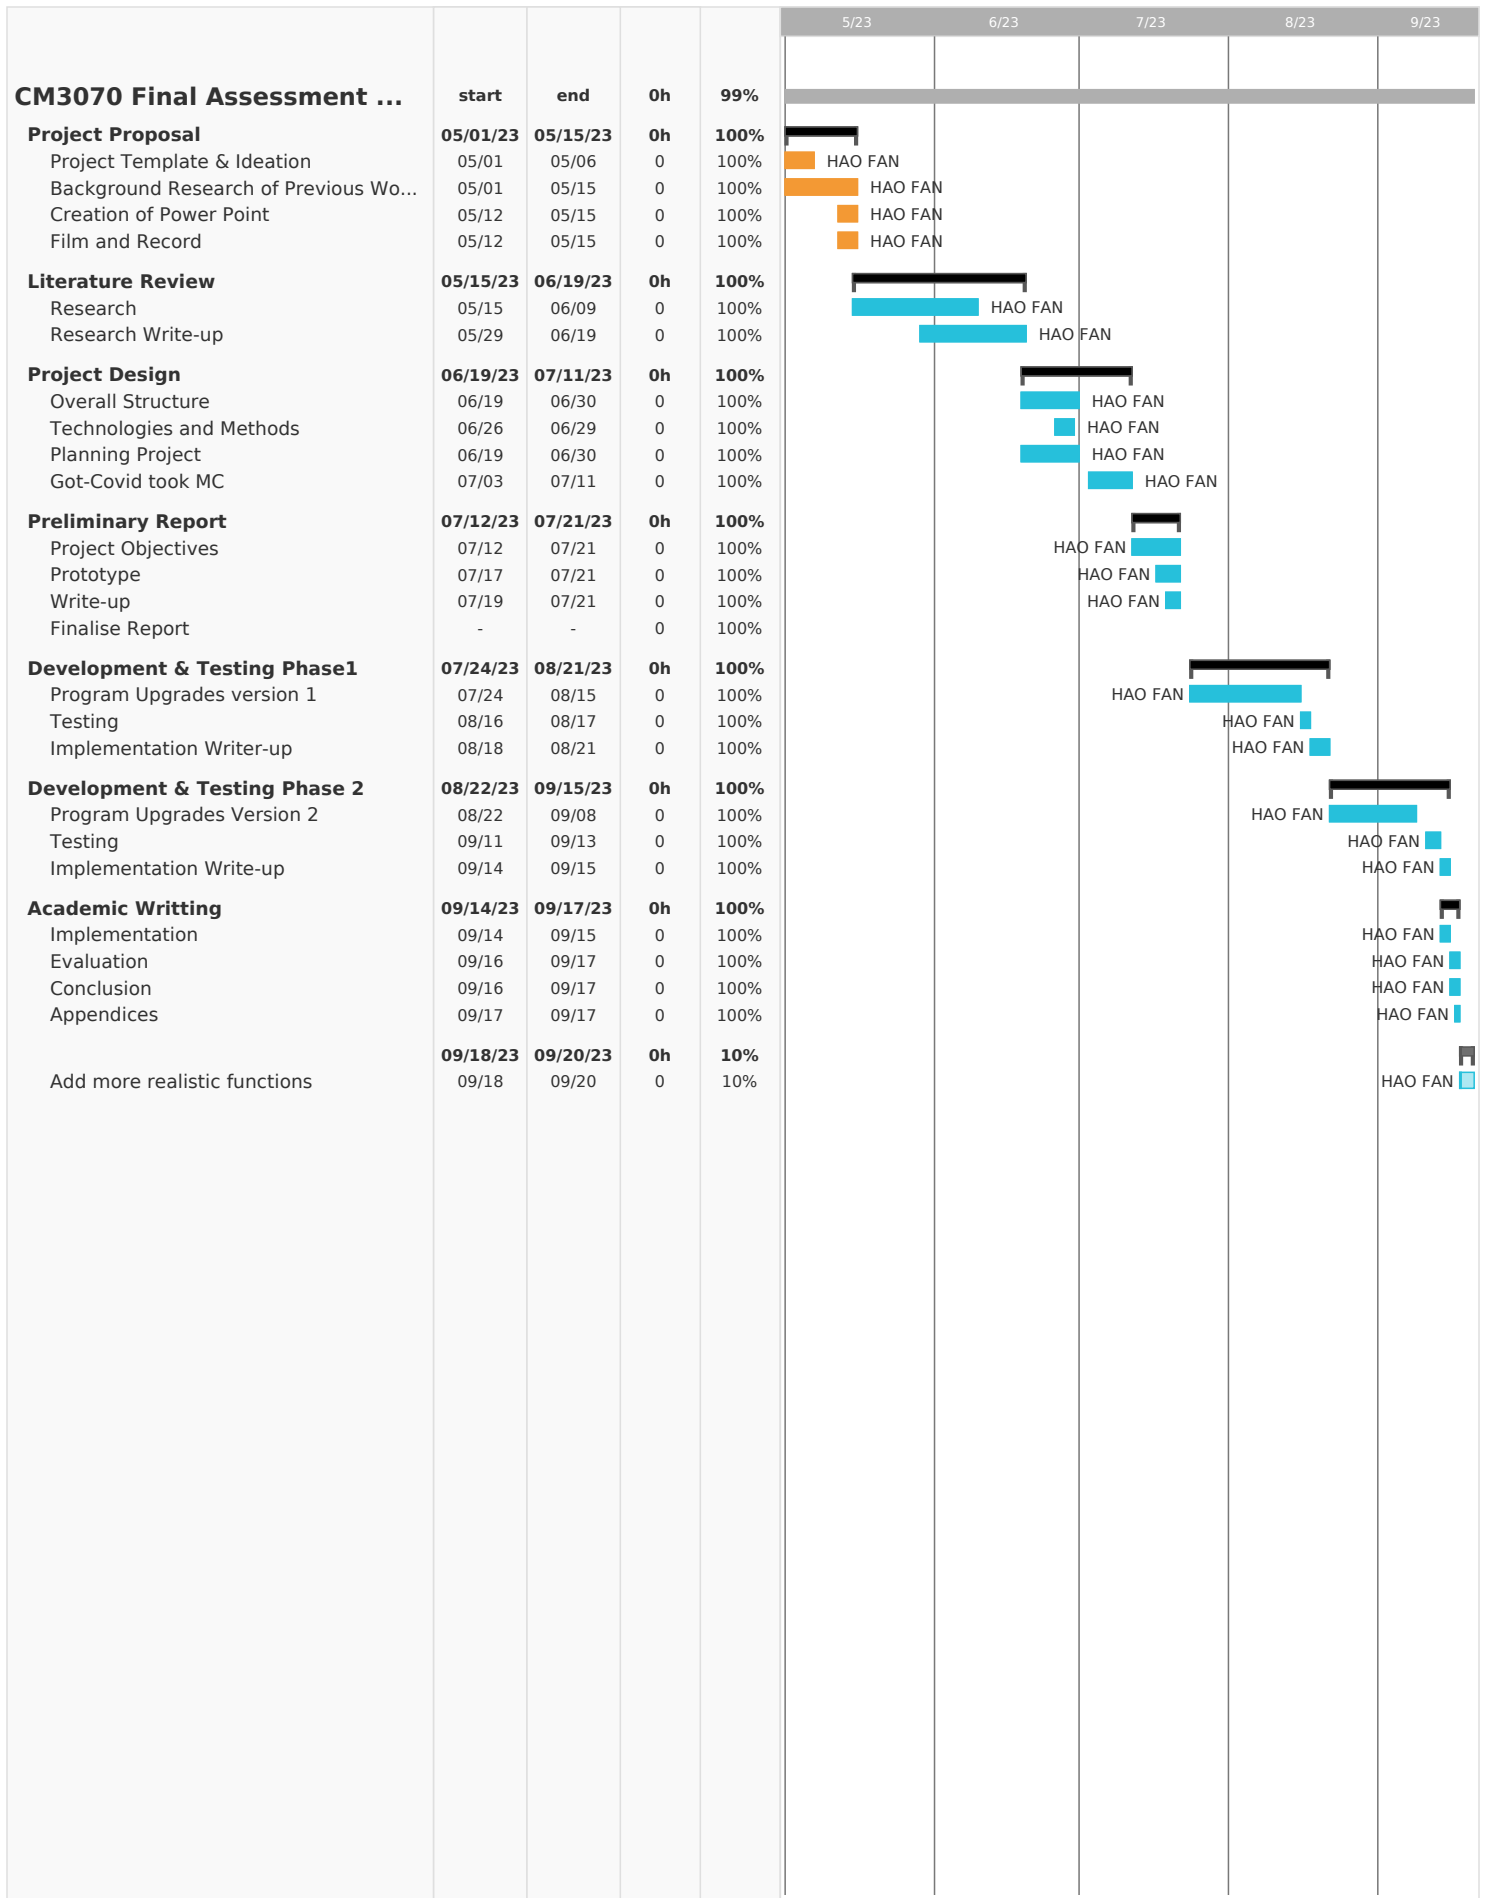 5/23 6/23 7/23 8/23 9/23
CM3070 Final Assessment ... start end 0h 99%
Project Proposal 05/01/23 05/15/23 0h 100%
Project Template & Ideation 05/01 05/06 0 100% HAO FAN
Background Research of Previous Wo... 05/01 05/15 0 100% HAO FAN
Creation of Power Point 05/12 05/15 0 100% HAO FAN
Film and Record 05/12 05/15 0 100% HAO FAN
Literature Review 05/15/23 06/19/23 0h 100%
Research 05/15 06/09 0 100% HAO FAN
Research Write-up 05/29 06/19 0 100% HAO FAN
Project Design 06/19/23 07/11/23 0h 100%
Overall Structure 06/19 06/30 0 100% HAO FAN
Technologies and Methods 06/26 06/29 0 100% HAO FAN
Planning Project 06/19 06/30 0 100% HAO FAN
Got-Covid took MC 07/03 07/11 0 100% HAO FAN
Preliminary Report 07/12/23 07/21/23 0h 100%
Project Objectives 07/12 07/21 0 100% HAO FAN
Prototype 07/17 07/21 0 100% HAO FAN
Write-up 07/19 07/21 0 100% HAO FAN
Finalise Report - - 0 100%
Development & Testing Phase1 07/24/23 08/21/23 0h 100%
Program Upgrades version 1 07/24 08/15 0 100% HAO FAN
Testing 08/16 08/17 0 100% HAO FAN
Implementation Writer-up 08/18 08/21 0 100% HAO FAN
Development & Testing Phase 2 08/22/23 09/15/23 0h 100%
Program Upgrades Version 2 08/22 09/08 0 100% HAO FAN
Testing 09/11 09/13 0 100% HAO FAN
Implementation Write-up 09/14 09/15 0 100% HAO FAN
Academic Writting 09/14/23 09/17/23 0h 100%
Implementation 09/14 09/15 0 100% HAO FAN
Evaluation 09/16 09/17 0 100% HAO FAN
Conclusion 09/16 09/17 0 100% HAO FAN
Appendices 09/17 09/17 0 100% HAO FAN
09/18/23 09/20/23 0h 10%
Add more realistic functions 09/18 09/20 0 10% HAO FAN